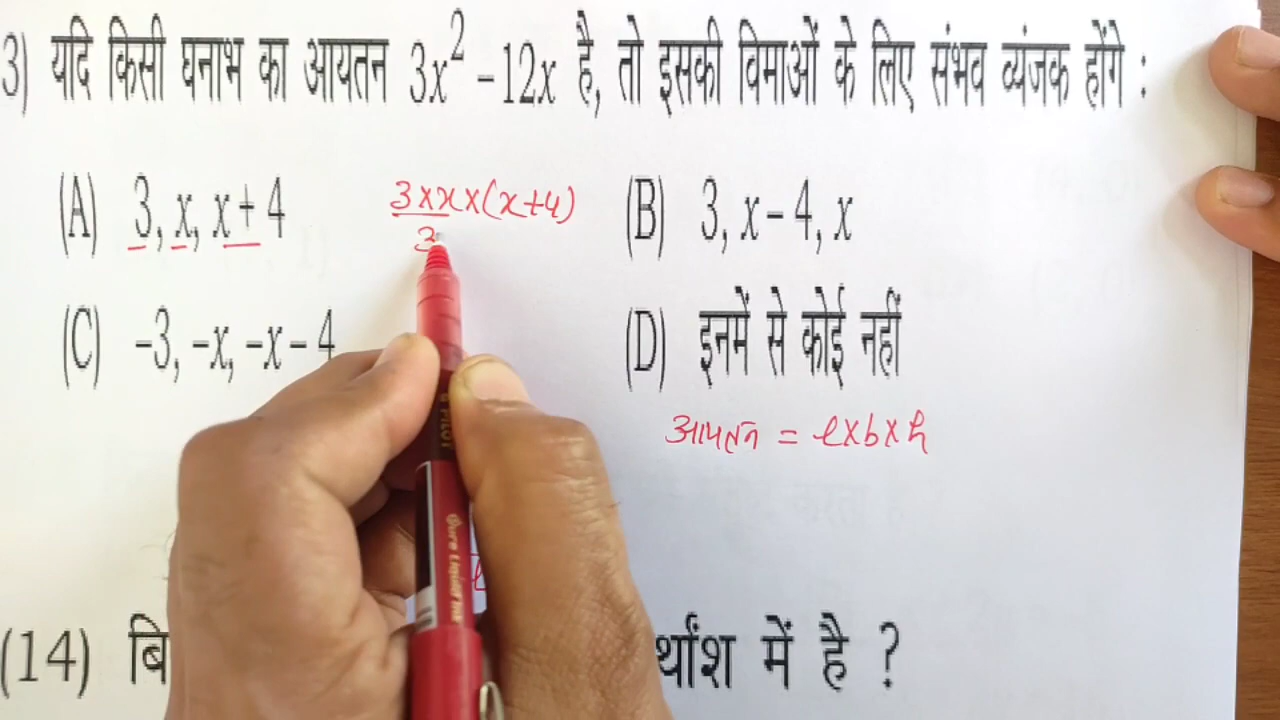 3) यदि किसी घनाभ का आयतन 3x² – 12x है, तो इसकी विमाओं के लिए संभव व्यंजक होंगे :
(A) 3, x, x + 4
3×x×(x+4)
3
(B) 3, x – 4, x
(C) –3, –x, –x – 4
(D) इनमें से कोई नहीं
आयतन = l×b×h
(14) बि र्थांश में है ?